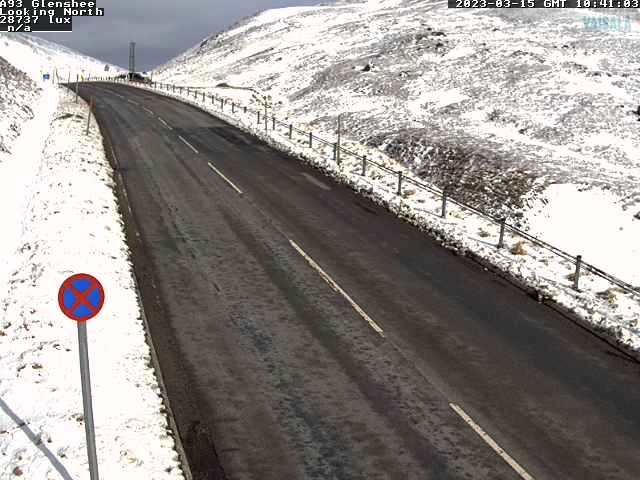 A93 Glenshee
Looking North
28737 lux
n/a
2023-03-15 GMT 10:41:03
VAISALA